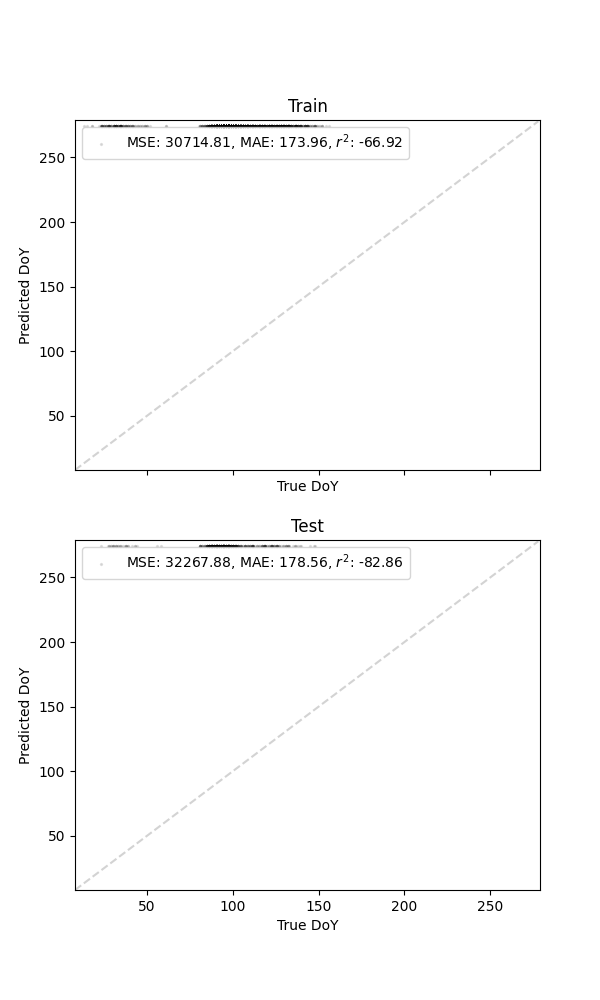 Train
MSE: 30714.81, MAE: 173.96, r²: -66.92
250
200
150
100
50
Predicted DoY
True DoY
Test
MSE: 32267.88, MAE: 178.56, r²: -82.86
250
200
150
100
50
Predicted DoY
50 100 150 200 250
True DoY